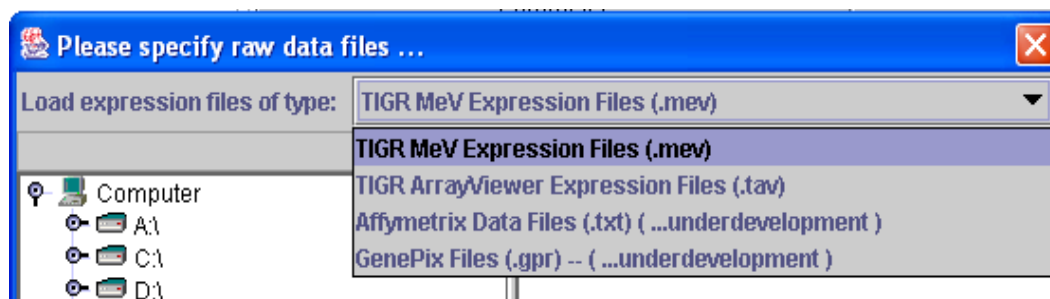 Please specify raw data files ...
Load expression files of type: TIGR MeV Expression Files (.mev)
TIGR MeV Expression Files (.mev)
TIGR ArrayViewer Expression Files (.tav)
Affymetrix Data Files (.txt) ( ...underdevelopment )
GenePix Files (.gpr) -- ( ...underdevelopment )
Computer
A:\
C:\
D:\